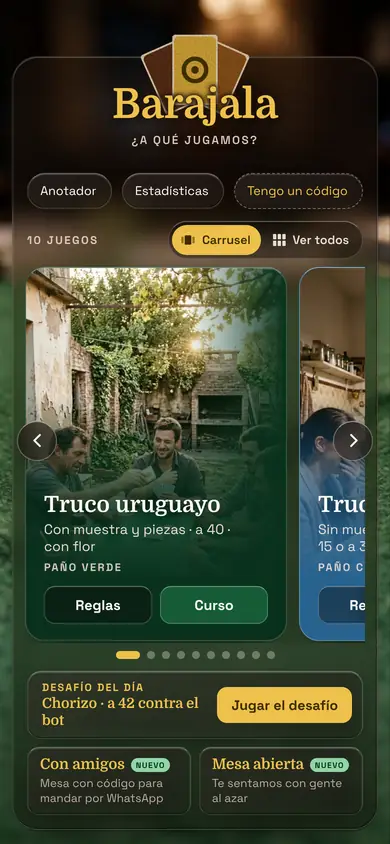 Barajala
¿A QUÉ JUGAMOS?
Anotador
Estadísticas
Tengo un código
10 JUEGOS
Carrusel
Ver todos
Truco uruguayo
Con muestra y piezas · a 40 ·
con flor
PAÑO VERDE
Reglas
Curso
Truc
Sin mue
15 o a 3
PAÑO C
Re
DESAFÍO DEL DÍA
Chorizo · a 42 contra el
bot
Jugar el desafío
Con amigos NUEVO
Mesa con código para
mandar por WhatsApp
Mesa abierta NUEVO
Te sentamos con gente
al azar